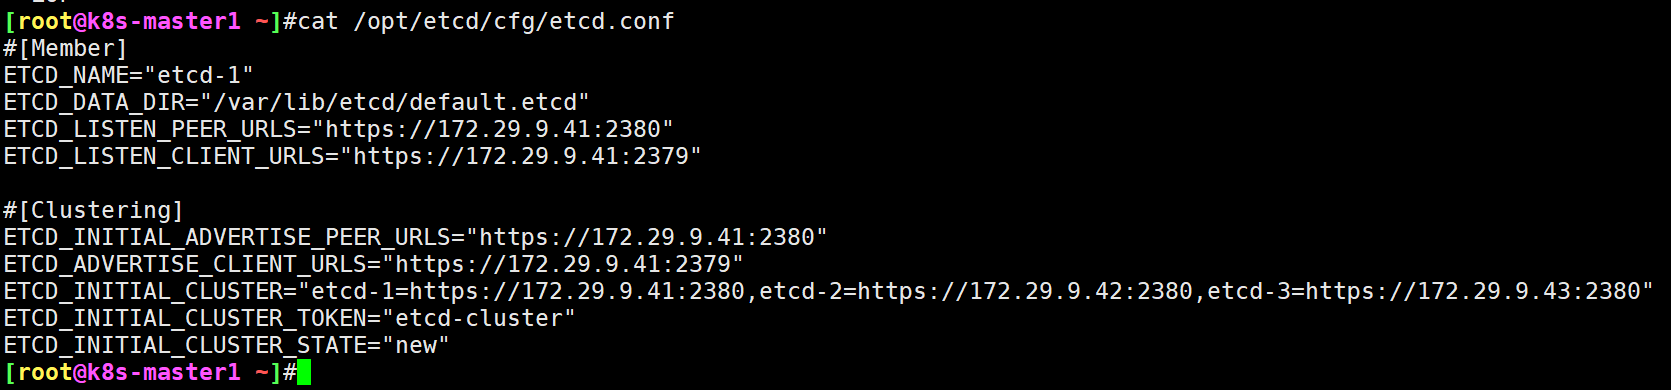 [root@k8s-master1 ~]#cat /opt/etcd/cfg/etcd.conf
#[Member]
ETCD_NAME="etcd-1"
ETCD_DATA_DIR="/var/lib/etcd/default.etcd"
ETCD_LISTEN_PEER_URLS="https://172.29.9.41:2380"
ETCD_LISTEN_CLIENT_URLS="https://172.29.9.41:2379"
#[Clustering]
ETCD_INITIAL_ADVERTISE_PEER_URLS="https://172.29.9.41:2380"
ETCD_ADVERTISE_CLIENT_URLS="https://172.29.9.41:2379"
ETCD_INITIAL_CLUSTER="etcd-1=https://172.29.9.41:2380,etcd-2=https://172.29.9.42:2380,etcd-3=https://172.29.9.43:2380"
ETCD_INITIAL_CLUSTER_TOKEN="etcd-cluster"
ETCD_INITIAL_CLUSTER_STATE="new"
[root@k8s-master1 ~]#